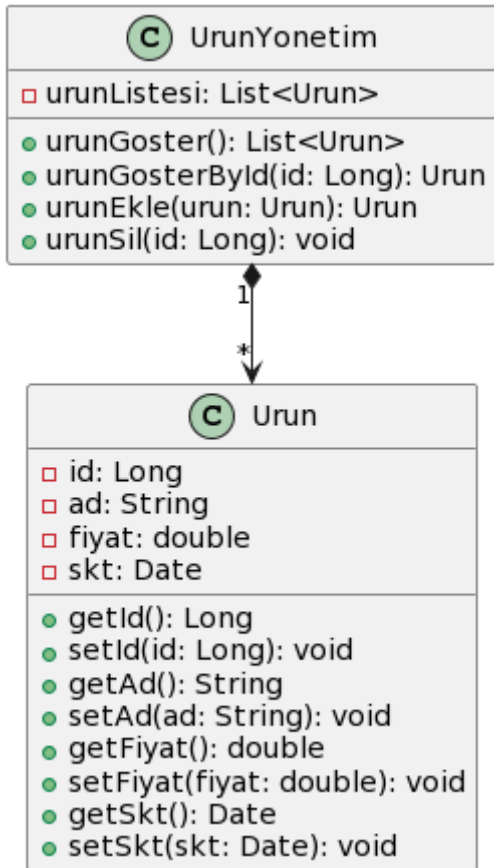 C UrunYonetim
urunListesi: List<Urun>
urunGoster(): List<Urun>
urunGosterById(id: Long): Urun
urunEkle(urun: Urun): Urun
urunSil(id: Long): void
1
*
C Urun
id: Long
ad: String
fiyat: double
skt: Date
getId(): Long
setId(id: Long): void
getAd(): String
setAd(ad: String): void
getFiyat(): double
setFiyat(fiyat: double): void
getSkt(): Date
setSkt(skt: Date): void